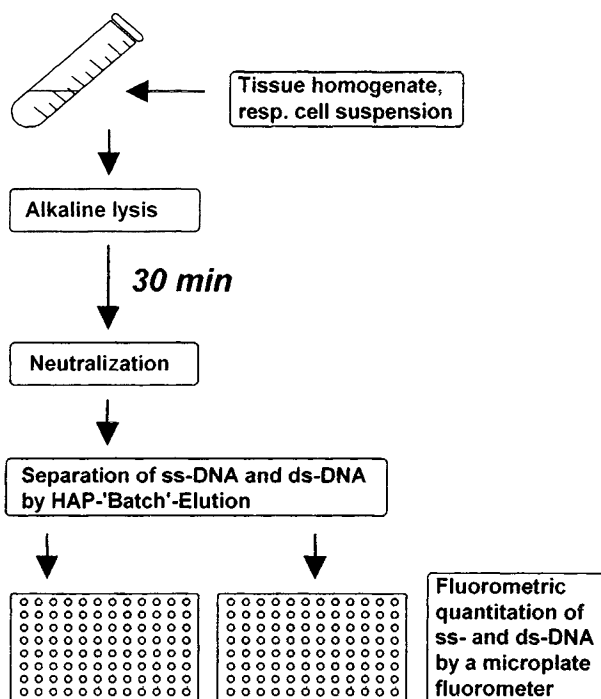 Tissue homogenate,
resp. cell suspension
Alkaline lysis
30 min
Neutralization
Separation of ss-DNA and ds-DNA
by HAP-'Batch'-Elution
Fluorometric
quantitation of
ss- and ds-DNA
by a microplate
fluorometer